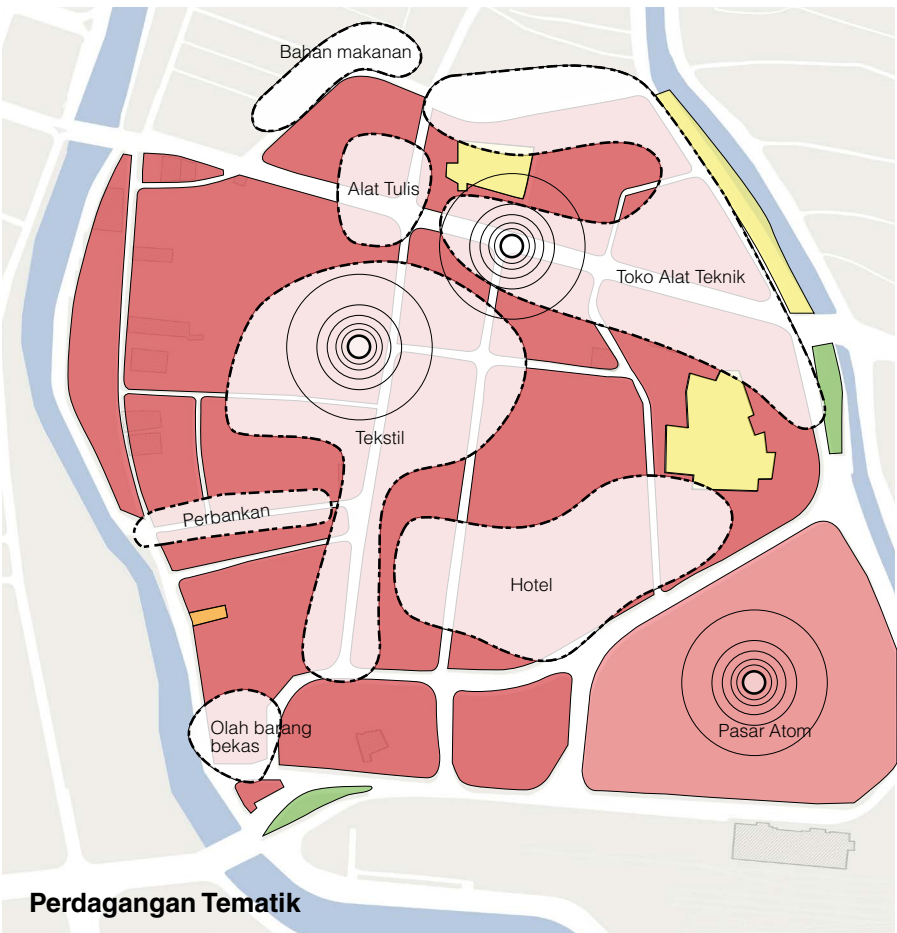 Bahan makanan
Alat Tulis
Toko Alat Teknik
Tekstil
Perbankan
Hotel
Olah barang
bekas
Pasar Atom
Perdagangan Tematik